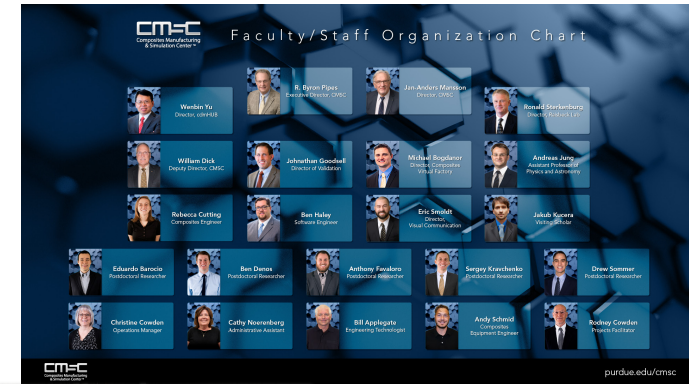 CMSC
Composites Manufacturing
& Simulation Center™
Faculty/Staff Organization Chart
Wenbin Yu
Director, cdmHUB
R. Byron Pipes
Executive Director, CMSC
Jan-Anders Mansson
Director, CMSC
Ronald Sterkenburg
Director, Raisbeck Lab
William Dick
Deputy Director, CMSC
Johnathan Goodsell
Director of Validation
Michael Bogdanor
Director, Composites
Virtual Factory
Andreas Jung
Assistant Professor of
Physics and Astronomy
Rebecca Cutting
Composites Engineer
Ben Haley
Software Engineer
Eric Smoldt
Director,
Visual Communication
Jakub Kucera
Visiting Scholar
Eduardo Barocio
Postdoctoral Researcher
Ben Denos
Postdoctoral Researcher
Anthony Favaloro
Postdoctoral Researcher
Sergey Kravchenko
Postdoctoral Researcher
Drew Sommer
Postdoctoral Researcher
Christine Cowden
Operations Manager
Cathy Noerenberg
Administrative Assistant
Bill Applegate
Engineering Technologist
Andy Schmid
Composites
Equipment Engineer
Rodney Cowden
Projects Facilitator
CMSC
Composites Manufacturing
& Simulation Center™
purdue.edu/cmsc